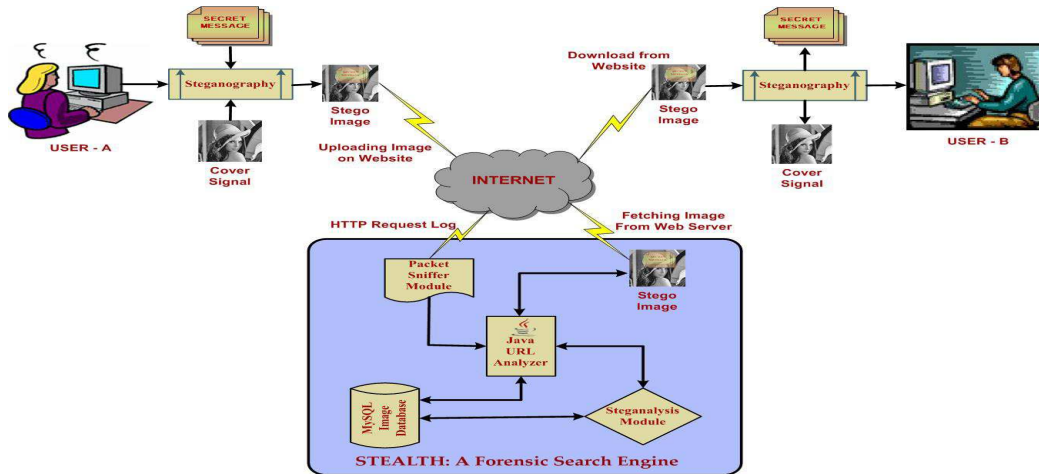 SECRET
MESSAGE
Steganography
USER - A
Cover
Signal
Stego
Image
Uploading Image
on Website
INTERNET
Download from
Website
Stego
Image
SECRET
MESSAGE
Steganography
Cover
Signal
USER - B
HTTP Request Log
Fetching Image
From Web Server
Packet
Sniffer
Module
Stego
Image
Java
URL
Analyzer
MySQL
Image
Database
Steganalysis
Module
STEALTH: A Forensic Search Engine